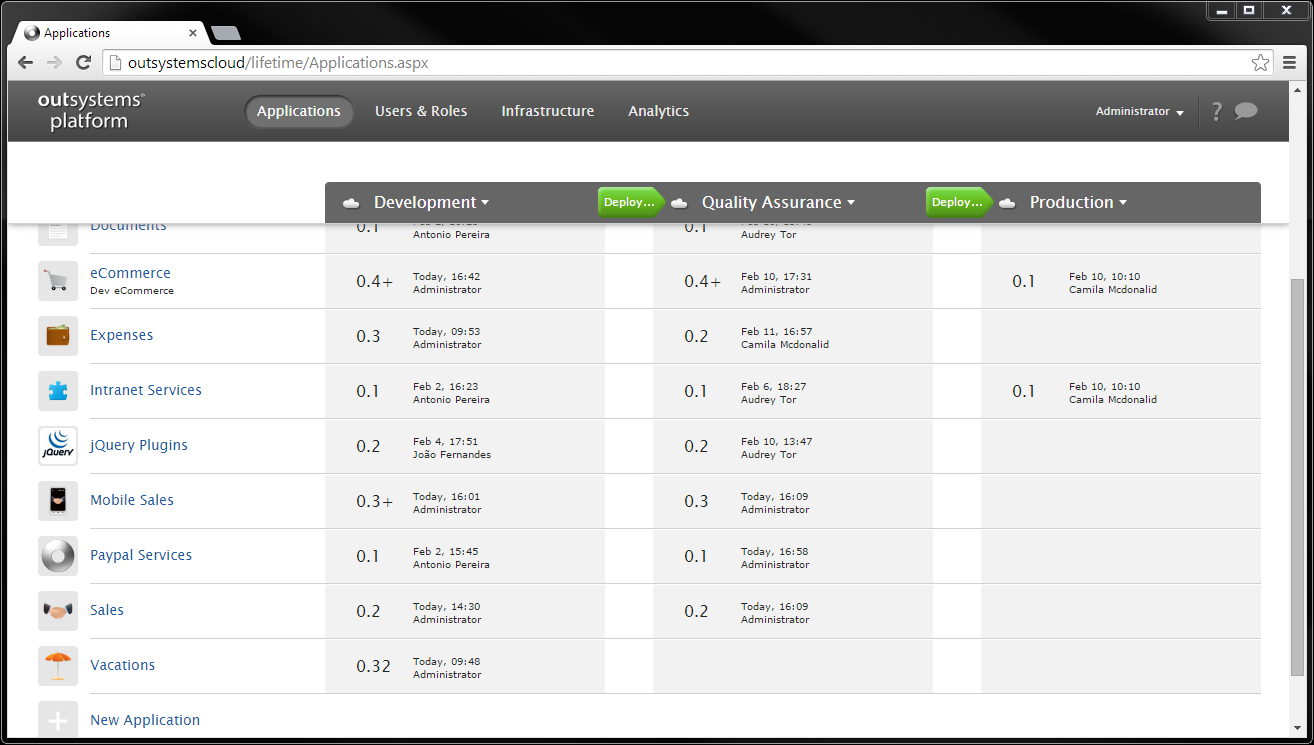 Applications
outsystemscloud/lifetime/Applications.aspx
outsystems®
platform
Applications Users & Roles Infrastructure Analytics Administrator ?
Development Deploy... Quality Assurance Deploy... Production
Documents 0.1 Antonio Pereira 0.1 Audrey Tor
eCommerce 0.4+ Today, 16:42 0.4+ Feb 10, 17:31 0.1 Feb 10, 10:10
Dev eCommerce Administrator Administrator Camila Mcdonalid
Expenses 0.3 Today, 09:53 0.2 Feb 11, 16:57
Administrator Camila Mcdonalid
Intranet Services 0.1 Feb 2, 16:23 0.1 Feb 6, 18:27 0.1 Feb 10, 10:10
Antonio Pereira Audrey Tor Camila Mcdonalid
jQuery jQuery Plugins 0.2 Feb 4, 17:51 0.2 Feb 10, 13:47
João Fernandes Audrey Tor
Mobile Sales 0.3+ Today, 16:01 0.3 Today, 16:09
Administrator Administrator
Paypal Services 0.1 Feb 2, 15:45 0.1 Today, 16:58
Antonio Pereira Administrator
Sales 0.2 Today, 14:30 0.2 Today, 16:09
Administrator Administrator
Vacations 0.32 Today, 09:48
Administrator
New Application